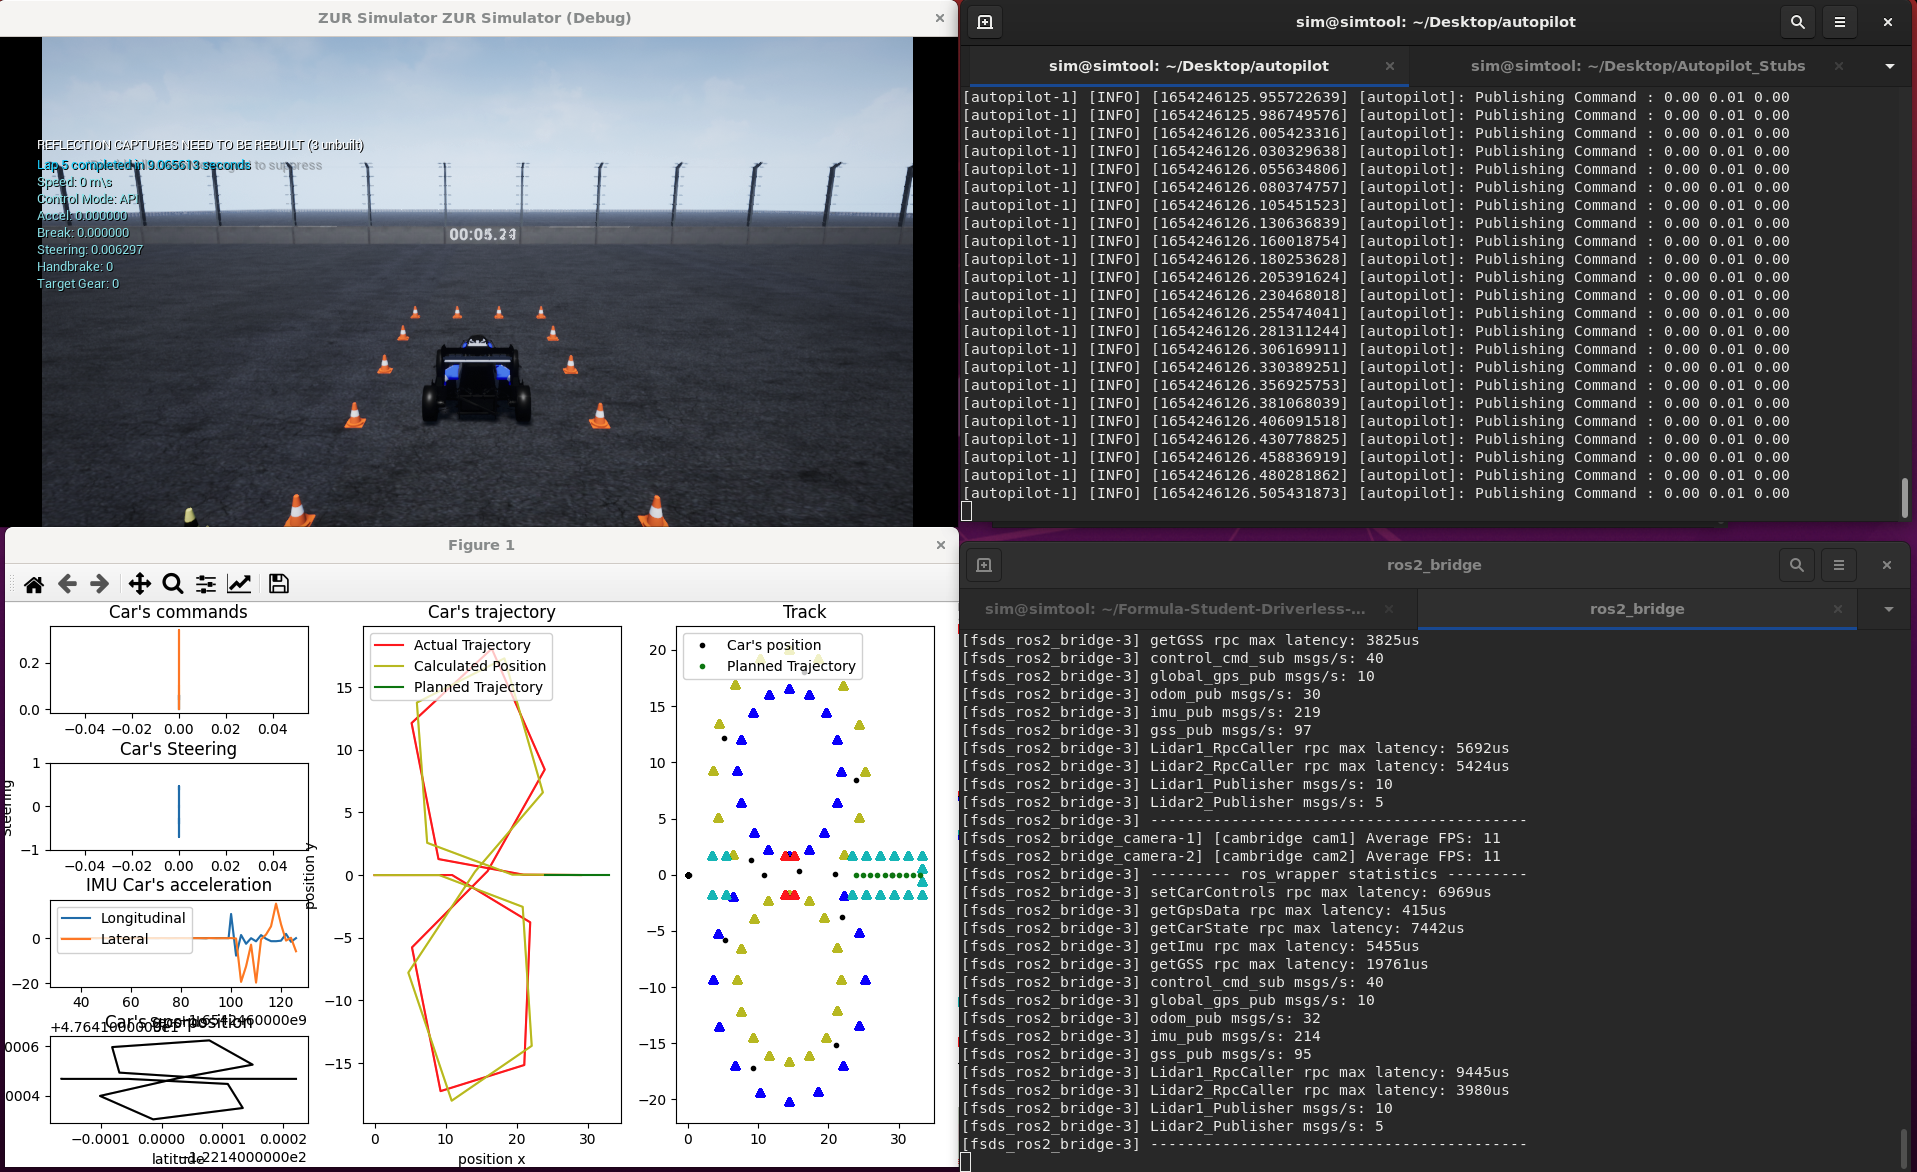 ZUR Simulator ZUR Simulator (Debug)
REFLECTION CAPTURES NEED TO BE REBUILT (3 unbuilt)
Lap 5 completed in 9.065613 seconds to suppress
Speed: 0 m\s
Control Mode: API
Accel: 0.000000
Break: 0.000000
Steering: 0.006297
Handbrake: 0
Target Gear: 0
sim@simtool: ~/Desktop/autopilot
sim@simtool: ~/Desktop/autopilot
sim@simtool: ~/Desktop/Autopilot_Stubs
[autopilot-1] [INFO] [1654246125.955722639] [autopilot]: Publishing Command : 0.00 0.01 0.00
[autopilot-1] [INFO] [1654246125.986749576] [autopilot]: Publishing Command : 0.00 0.01 0.00
[autopilot-1] [INFO] [1654246126.005423316] [autopilot]: Publishing Command : 0.00 0.01 0.00
[autopilot-1] [INFO] [1654246126.030329638] [autopilot]: Publishing Command : 0.00 0.01 0.00
[autopilot-1] [INFO] [1654246126.055634806] [autopilot]: Publishing Command : 0.00 0.01 0.00
[autopilot-1] [INFO] [1654246126.080374757] [autopilot]: Publishing Command : 0.00 0.01 0.00
[autopilot-1] [INFO] [1654246126.105451523] [autopilot]: Publishing Command : 0.00 0.01 0.00
[autopilot-1] [INFO] [1654246126.130636839] [autopilot]: Publishing Command : 0.00 0.01 0.00
[autopilot-1] [INFO] [1654246126.160018754] [autopilot]: Publishing Command : 0.00 0.01 0.00
[autopilot-1] [INFO] [1654246126.180253628] [autopilot]: Publishing Command : 0.00 0.01 0.00
[autopilot-1] [INFO] [1654246126.205391624] [autopilot]: Publishing Command : 0.00 0.01 0.00
[autopilot-1] [INFO] [1654246126.230468018] [autopilot]: Publishing Command : 0.00 0.01 0.00
[autopilot-1] [INFO] [1654246126.255474041] [autopilot]: Publishing Command : 0.00 0.01 0.00
[autopilot-1] [INFO] [1654246126.281311244] [autopilot]: Publishing Command : 0.00 0.01 0.00
[autopilot-1] [INFO] [1654246126.306169911] [autopilot]: Publishing Command : 0.00 0.01 0.00
[autopilot-1] [INFO] [1654246126.330389251] [autopilot]: Publishing Command : 0.00 0.01 0.00
[autopilot-1] [INFO] [1654246126.356925753] [autopilot]: Publishing Command : 0.00 0.01 0.00
[autopilot-1] [INFO] [1654246126.381068039] [autopilot]: Publishing Command : 0.00 0.01 0.00
[autopilot-1] [INFO] [1654246126.406091518] [autopilot]: Publishing Command : 0.00 0.01 0.00
[autopilot-1] [INFO] [1654246126.430778825] [autopilot]: Publishing Command : 0.00 0.01 0.00
[autopilot-1] [INFO] [1654246126.458836919] [autopilot]: Publishing Command : 0.00 0.01 0.00
[autopilot-1] [INFO] [1654246126.480281862] [autopilot]: Publishing Command : 0.00 0.01 0.00
[autopilot-1] [INFO] [1654246126.505431873] [autopilot]: Publishing Command : 0.00 0.01 0.00
Figure 1
Car's commands
0.2
0.0
−0.04 −0.02 0.00 0.02 0.04
Car's Steering
Steering
1
0
−1
−0.04 −0.02 0.00 0.02 0.04
IMU Car's acceleration
Longitudinal
Lateral
0
−20
40 60 80 100 120
+4.764100000e1
0006
0004
−0.0001 0.0000 0.0001 0.0002
latitude
Car's trajectory
Actual Trajectory
Calculated Position
Planned Trajectory
position y
15
10
5
0
−5
−10
−15
0 10 20 30
position x
Track
Car's position
Planned Trajectory
20
15
10
5
0
−5
−10
−15
−20
0 10 20 30
ros2_bridge
sim@simtool: ~/Formula-Student-Driverless-...
ros2_bridge
[fsds_ros2_bridge-3] getGSS rpc max latency: 3825us
[fsds_ros2_bridge-3] control_cmd_sub msgs/s: 40
[fsds_ros2_bridge-3] global_gps_pub msgs/s: 10
[fsds_ros2_bridge-3] odom_pub msgs/s: 30
[fsds_ros2_bridge-3] imu_pub msgs/s: 219
[fsds_ros2_bridge-3] gss_pub msgs/s: 97
[fsds_ros2_bridge-3] Lidar1_RpcCaller rpc max latency: 5692us
[fsds_ros2_bridge-3] Lidar2_RpcCaller rpc max latency: 5424us
[fsds_ros2_bridge-3] Lidar1_Publisher msgs/s: 10
[fsds_ros2_bridge-3] Lidar2_Publisher msgs/s: 5
[fsds_ros2_bridge-3] ------------------------------------------
[fsds_ros2_bridge_camera-1] [cambridge cam1] Average FPS: 11
[fsds_ros2_bridge_camera-2] [cambridge cam2] Average FPS: 11
[fsds_ros2_bridge-3] --------- ros_wrapper statistics ---------
[fsds_ros2_bridge-3] setCarControls rpc max latency: 6969us
[fsds_ros2_bridge-3] getGpsData rpc max latency: 415us
[fsds_ros2_bridge-3] getCarState rpc max latency: 7442us
[fsds_ros2_bridge-3] getImu rpc max latency: 5455us
[fsds_ros2_bridge-3] getGSS rpc max latency: 19761us
[fsds_ros2_bridge-3] control_cmd_sub msgs/s: 40
[fsds_ros2_bridge-3] global_gps_pub msgs/s: 10
[fsds_ros2_bridge-3] odom_pub msgs/s: 32
[fsds_ros2_bridge-3] imu_pub msgs/s: 214
[fsds_ros2_bridge-3] gss_pub msgs/s: 95
[fsds_ros2_bridge-3] Lidar1_RpcCaller rpc max latency: 9445us
[fsds_ros2_bridge-3] Lidar2_RpcCaller rpc max latency: 3980us
[fsds_ros2_bridge-3] Lidar1_Publisher msgs/s: 10
[fsds_ros2_bridge-3] Lidar2_Publisher msgs/s: 5
[fsds_ros2_bridge-3] ------------------------------------------